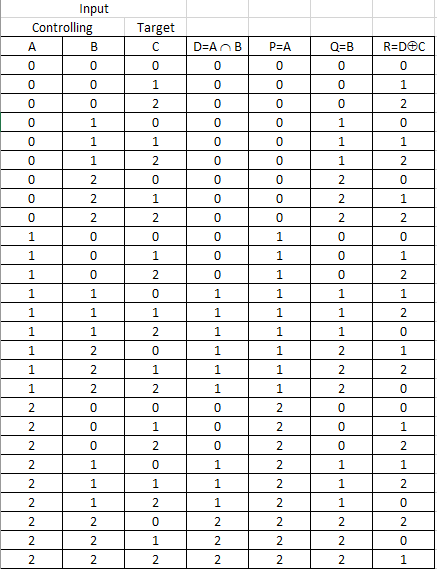 Input
Controlling Target
A B C D=A ∩ B P=A Q=B R=D⊕C
0 0 0 0 0 0 0
0 0 1 0 0 0 1
0 0 2 0 0 0 2
0 1 0 0 0 1 0
0 1 1 0 0 1 1
0 1 2 0 0 1 2
0 2 0 0 0 2 0
0 2 1 0 0 2 1
0 2 2 0 0 2 2
1 0 0 0 1 0 0
1 0 1 0 1 0 1
1 0 2 0 1 0 2
1 1 0 1 1 1 1
1 1 1 1 1 1 2
1 1 2 1 1 1 0
1 2 0 1 1 2 1
1 2 1 1 1 2 2
1 2 2 1 1 2 0
2 0 0 0 2 0 0
2 0 1 0 2 0 1
2 0 2 0 2 0 2
2 1 0 1 2 1 1
2 1 1 1 2 1 2
2 1 2 1 2 1 0
2 2 0 2 2 2 2
2 2 1 2 2 2 0
2 2 2 2 2 2 1